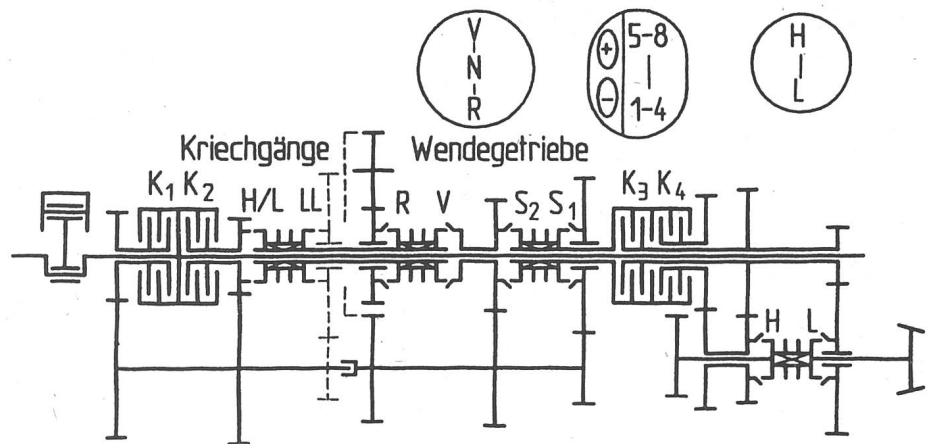 V
N
R
+ 5–8
− 1–4
H
L
Kriechgänge
Wendegetriebe
K₁ K₂
H/L LL
R V
S₂ S₁
K₃ K₄
H L